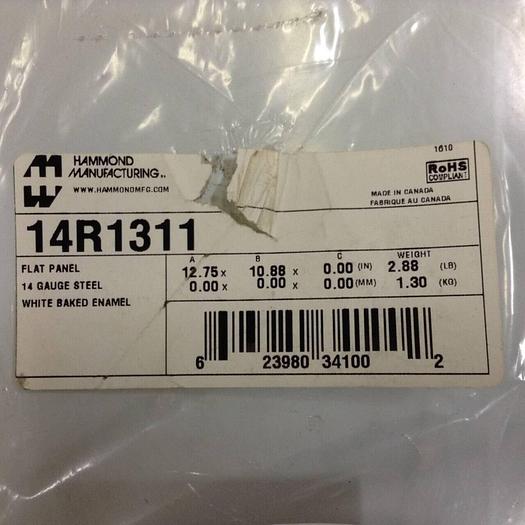 1610
HAMMOND
MANUFACTURING
WWW.HAMMONDMFG.COM
RoHS
COMPLIANT
MADE IN CANADA
FABRIQUE AU CANADA
14R1311
A B C WEIGHT
FLAT PANEL 12.75 x 10.88 x 0.00 (IN) 2.88 (LB)
14 GAUGE STEEL 0.00 x 0.00 x 0.00 (MM) 1.30 (KG)
WHITE BAKED ENAMEL
6 23980 34100 2